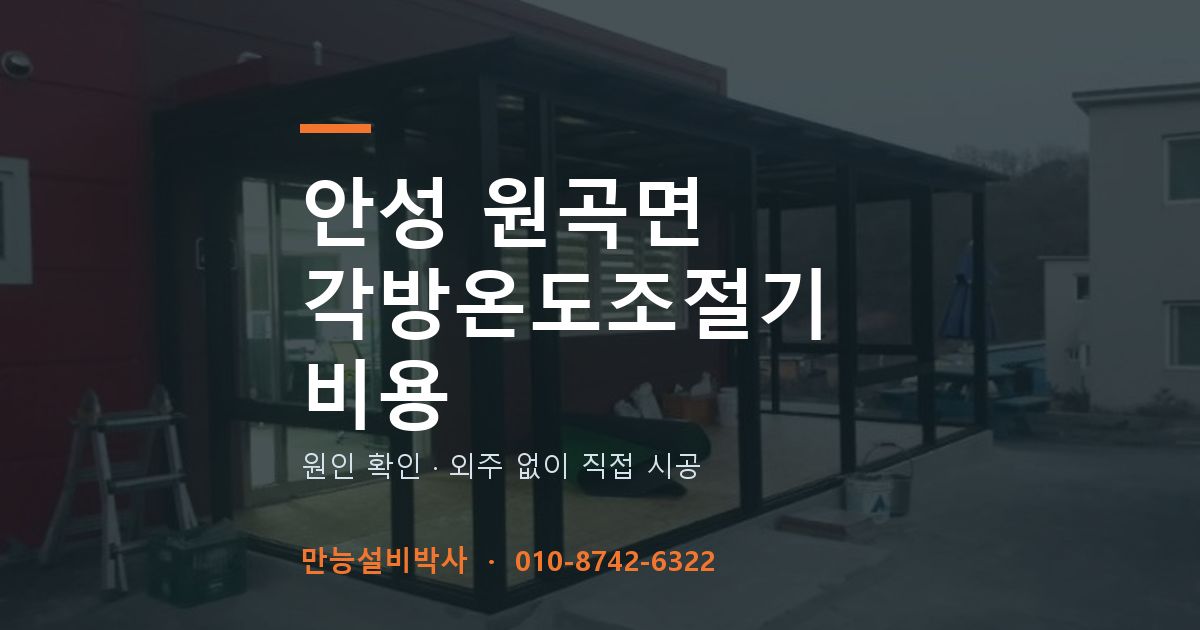 안성 원곡면
각방온도조절기
비용
원인 확인 · 외주 없이 직접 시공
만능설비박사 · 010-8742-6322